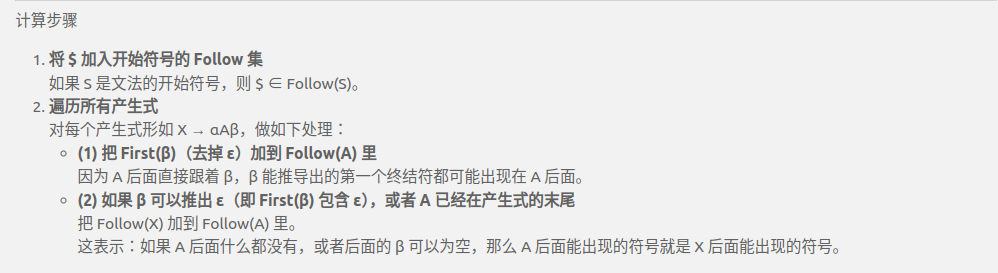 计算步骤
1. 将 $ 加入开始符号的 Follow 集
如果 S 是文法的开始符号，则 $ ∈ Follow(S)。
2. 遍历所有产生式
对每个产生式形如 X → αAβ，做如下处理：
◦ (1) 把 First(β)（去掉 ε）加到 Follow(A) 里
因为 A 后面直接跟着 β，β 能推导出的第一个终结符都可能出现在 A 后面。
◦ (2) 如果 β 可以推出 ε（即 First(β) 包含 ε），或者 A 已经在产生式的末尾
把 Follow(X) 加到 Follow(A) 里。
这表示：如果 A 后面什么都没有，或者后面的 β 可以为空，那么 A 后面能出现的符号就是 X 后面能出现的符号。